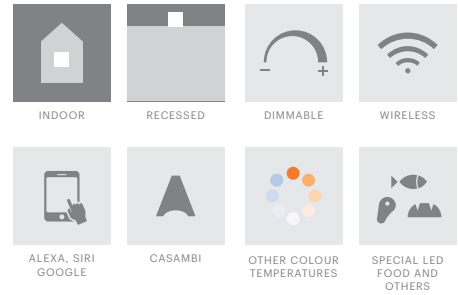 INDOOR
RECESSED
DIMMABLE
WIRELESS
ALEXA, SIRI
GOOGLE
CASAMBI
OTHER COLOUR
TEMPERATURES
SPECIAL LED
FOOD AND
OTHERS